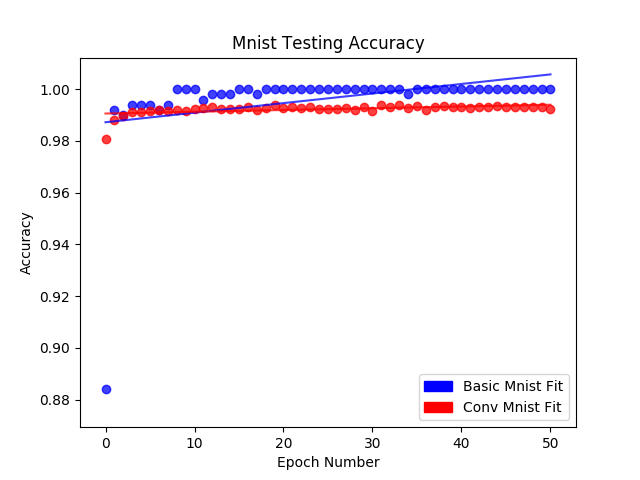 Mnist Testing Accuracy
Accuracy
1.00
0.98
0.96
0.94
0.92
0.90
0.88
0 10 20 30 40 50
Epoch Number
Basic Mnist Fit
Conv Mnist Fit